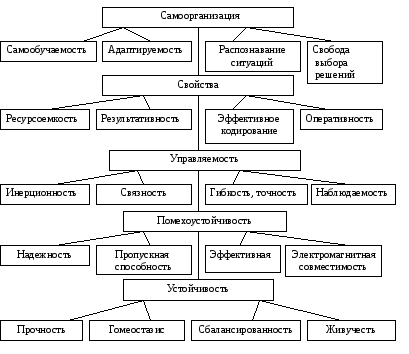 Самоорганизация
Самообучаемость
Адаптируемость
Распознавание
ситуаций
Свобода
выбора
решений
Свойства
Ресурсоемкость
Результативность
Эффективное
кодирование
Оперативность
Управляемость
Инерционность
Связность
Гибкость, точность
Наблюдаемость
Помехоустойчивость
Надежность
Пропускная
способность
Эффективная
Электромагнитная
совместимость
Устойчивость
Прочность
Гомеостазис
Сбалансированность
Живучесть